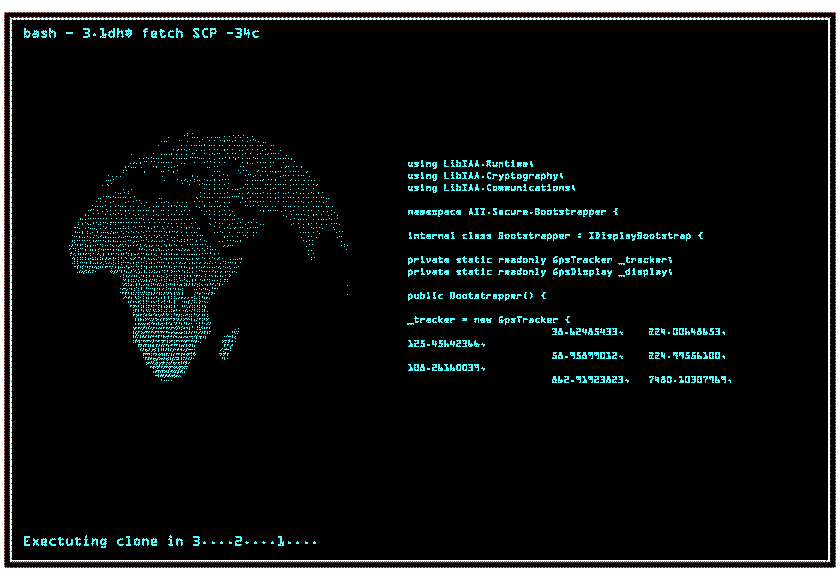 bash - 3.1dh# fetch SCP -34c
using LibIAA.Runtime\
using LibIAA.Cryptography\
using LibIAA.Communications\
namespace AII.Secure.Bootstrapper {
internal class Bootstrapper : IDisplayBootstrap {
private static readonly GpsTracker _tracker\
private static readonly GpsDisplay _display\
public Bootstrapper() {
_tracker = new GpsTracker {
38.62485433, 224.00648653,
125.45642366,
58.95899012, 224.99556100,
108.26160039,
862.91923823, 7480.10307969,
Exectuting clone in 3....2....1....